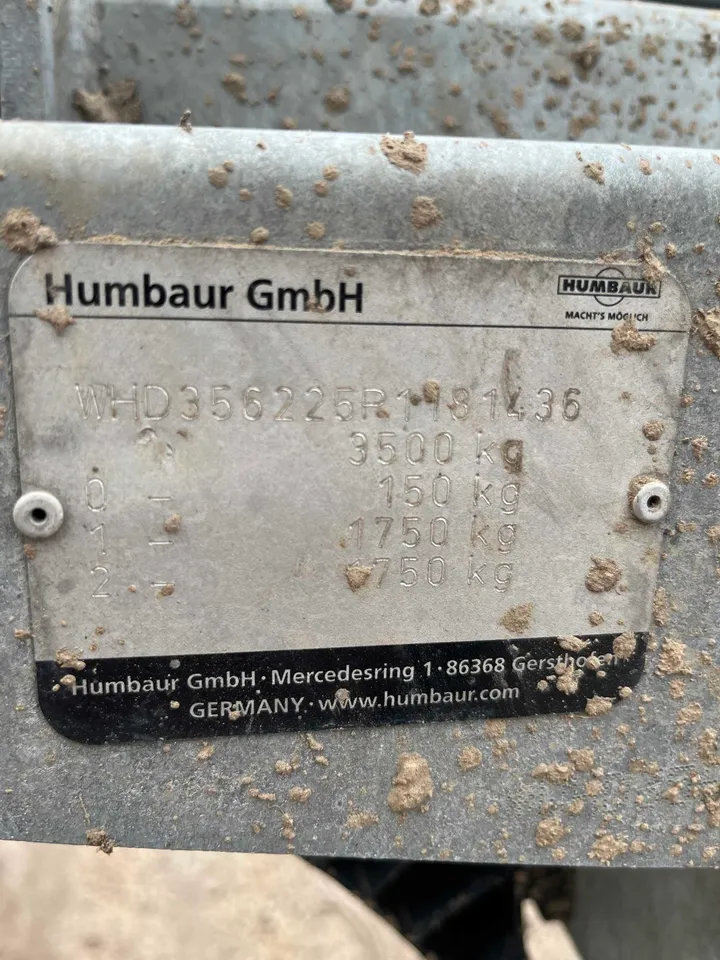 Humbaur GmbH
HUMBAUR
MACHT'S MÖGLICH
3500 kg
0 - 150 kg
1 - 1750 kg
2 - 1750 kg
Humbaur GmbH · Mercedesring 1 · 86368 Gersthofen
GERMANY · www.humbaur.com